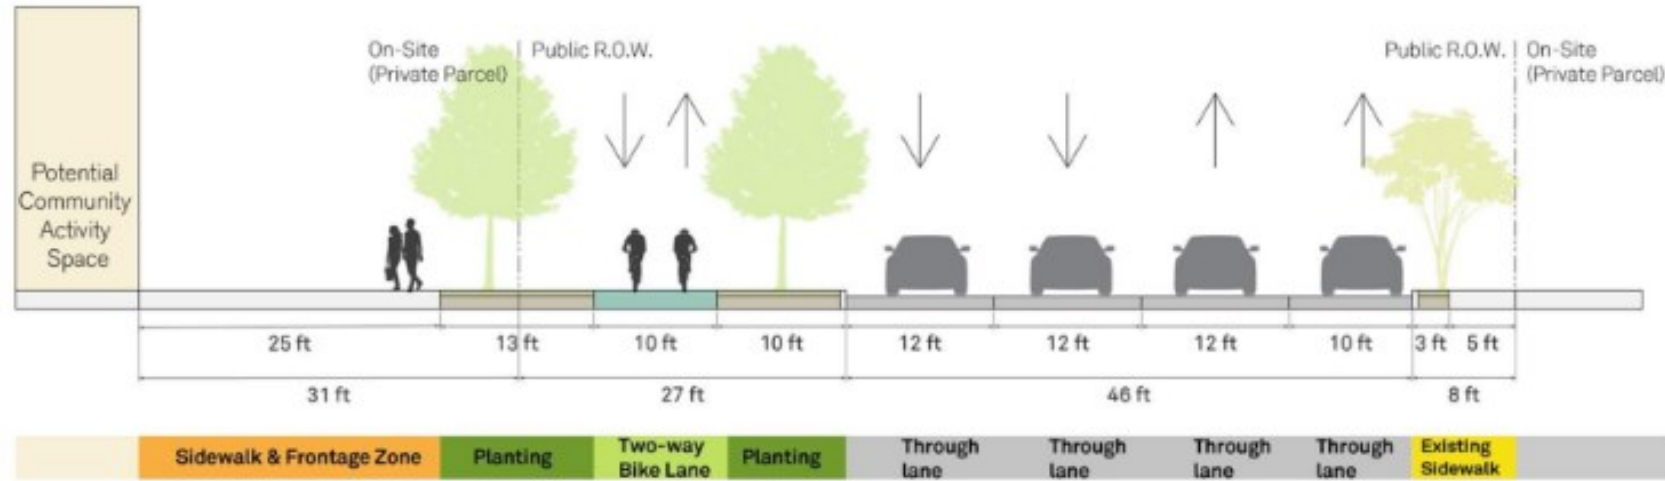 On-Site
(Private Parcel)
Public R.O.W.
Public R.O.W.
On-Site
(Private Parcel)
Potential
Community
Activity
Space
25 ft
13 ft
10 ft
10 ft
12 ft
12 ft
12 ft
10 ft
3 ft
5 ft
31 ft
27 ft
46 ft
8 ft
Sidewalk & Frontage Zone
Planting
Two-way
Bike Lane
Planting
Through
lane
Through
lane
Through
lane
Through
lane
Existing
Sidewalk